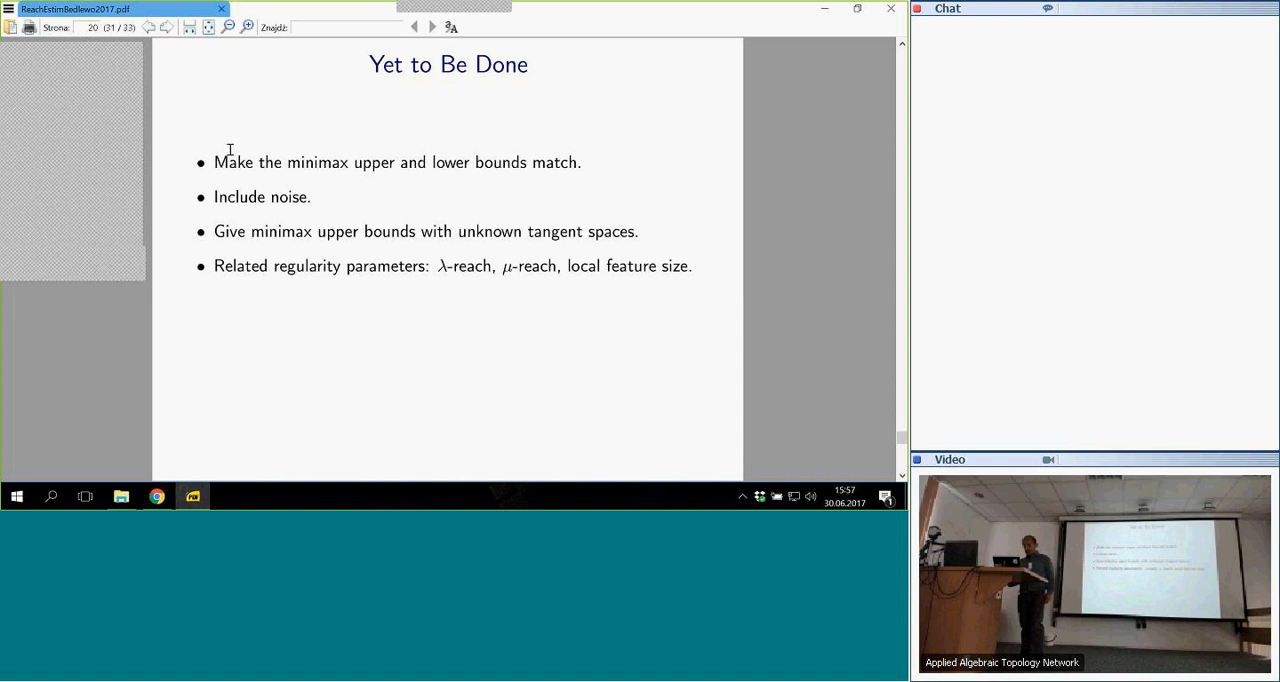 ReachEstimBedlewo2017.pdf
Strona: 20 (31 / 33) Znajdź:
Yet to Be Done
• Make the minimax upper and lower bounds match.
• Include noise.
• Give minimax upper bounds with unknown tangent spaces.
• Related regularity parameters: λ-reach, μ-reach, local feature size.
15:57
30.06.2017
Chat
Video
Applied Algebraic Topology Network